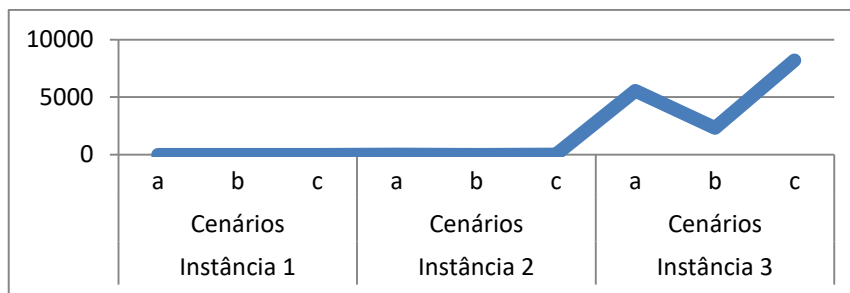 10000
5000
0
a b c a b c a b c
Cenários Cenários Cenários
Instância 1 Instância 2 Instância 3